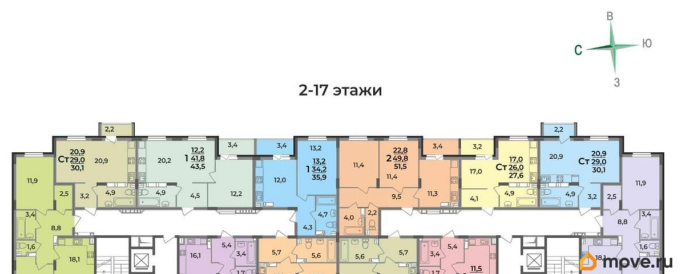 В
С Ю
З
2-17 этажи
2,2 3,4 3,4 13,2 3,4 3,2 2,2
20,9 12,2 13,2 22,8 17,0 20,9
Ст 29,0 20,9 20,2 1 41,8 1 34,2 11,4 2 49,8 Ст 26,0 20,9 Ст 29,0
30,1 43,5 35,9 51,5 27,6 30,1
11,9 12,0 11,4 17,0 11,9
2,5 3,2 4,9 4,9 4,5 12,2 9,5 11,3 4,1 4,9 4,9 3,2 2,5
3,4 8,8 4,3 4,7 4,0 2,2 8,8 3,4
1,6 18,1 16,1 5,4 3,4 5,7 5,6 5,6 5,7 3,4 5,4 11,5 1,6
move.ru